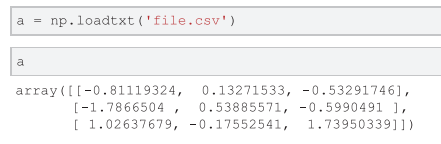 a = np.loadtxt('file.csv')
a
array([[-0.81119324,  0.13271533, -0.53291746],
       [-1.7866504 ,  0.53885571, -0.5990491 ],
       [ 1.02637679, -0.17552541,  1.73950339]])